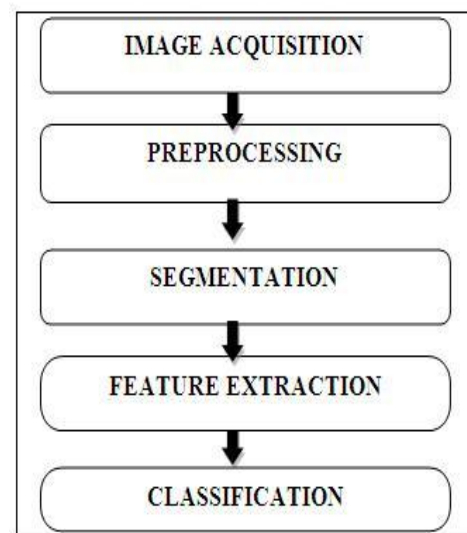 IMAGE ACQUISITION
PREPROCESSING
SEGMENTATION
FEATURE EXTRACTION
CLASSIFICATION